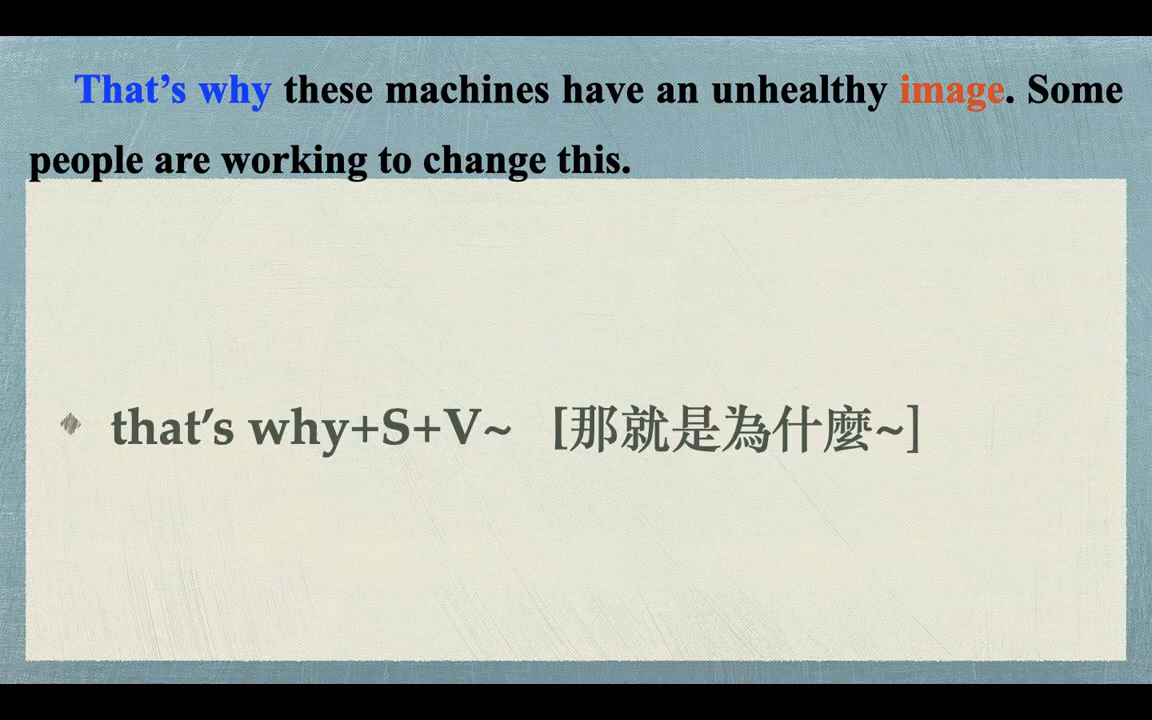 That’s why these machines have an unhealthy image. Some
people are working to change this.
that’s why+S+V~ [那就是為什麼~]